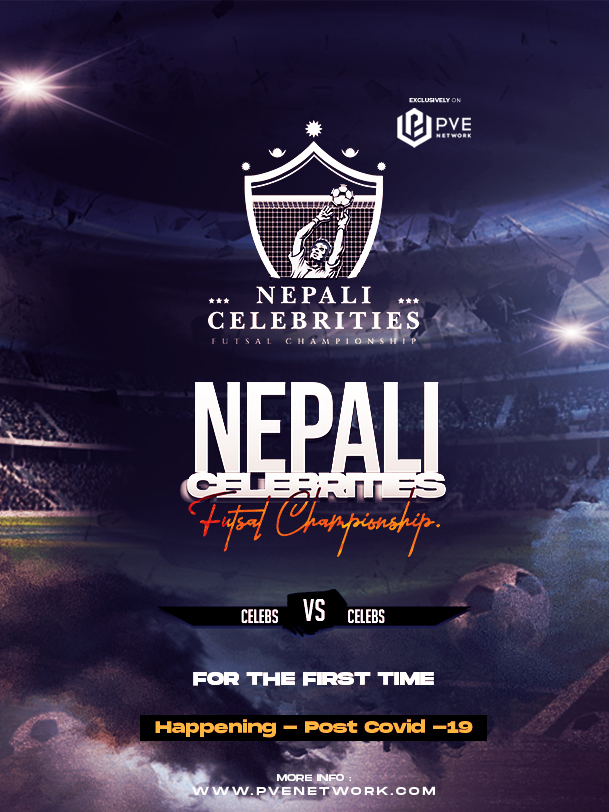 EXCLUSIVELY ON
PVE
NETWORK
NEPALI
CELEBRITIES
FUTSAL CHAMPIONSHIP
NEPALI
CELEBRITIES
Futsal Championship.
CELEBS VS CELEBS
FOR THE FIRST TIME
Happening - Post Covid -19
MORE INFO :
WWW.PVENETWORK.COM